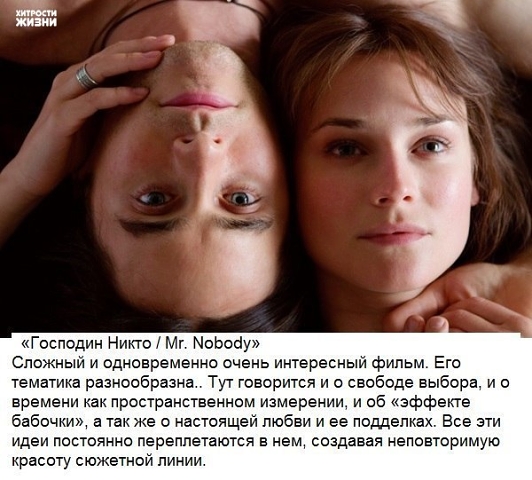 ХИТРОСТИ
ЖИЗНИ
«Господин Никто / Mr. Nobody»
Сложный и одновременно очень интересный фильм. Его
тематика разнообразна.. Тут говорится и о свободе выбора, и о
времени как пространственном измерении, и об «эффекте
бабочки», а так же о настоящей любви и ее подделках. Все эти
идеи постоянно переплетаются в нем, создавая неповторимую
красоту сюжетной линии.